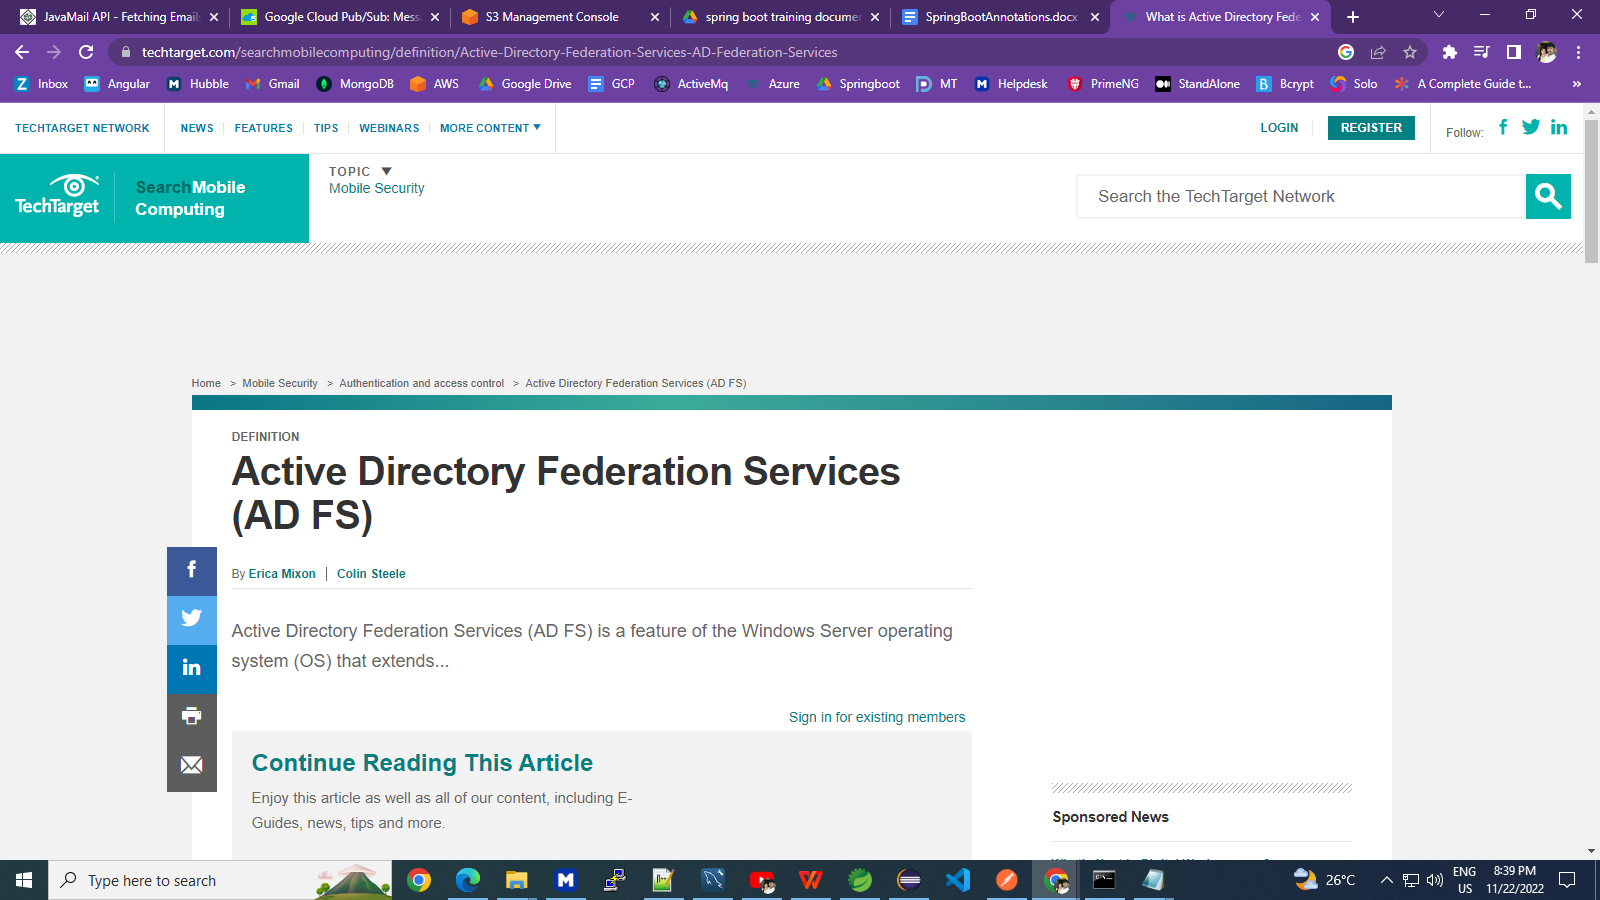 JavaMail API - Fetching Email
Google Cloud Pub/Sub: Mess
S3 Management Console
spring boot training documen
SpringBootAnnotations.docx
What is Active Directory Fede
techtarget.com/searchmobilecomputing/definition/Active-Directory-Federation-Services-AD-Federation-Services
Inbox Angular Hubble Gmail MongoDB AWS Google Drive GCP ActiveMq Azure Springboot MT Helpdesk PrimeNG StandAlone Bcrypt Solo A Complete Guide t... »
TECHTARGET NETWORK NEWS FEATURES TIPS WEBINARS MORE CONTENT LOGIN REGISTER Follow:
TechTarget
SearchMobile
Computing
TOPIC
Mobile Security
Search the TechTarget Network
Home > Mobile Security > Authentication and access control > Active Directory Federation Services (AD FS)
DEFINITION
Active Directory Federation Services
(AD FS)
By Erica Mixon | Colin Steele
Active Directory Federation Services (AD FS) is a feature of the Windows Server operating
system (OS) that extends...
Sign in for existing members
Continue Reading This Article
Enjoy this article as well as all of our content, including E-
Guides, news, tips and more.
Sponsored News
Type here to search
26°C
ENG
US
8:39 PM
11/22/2022